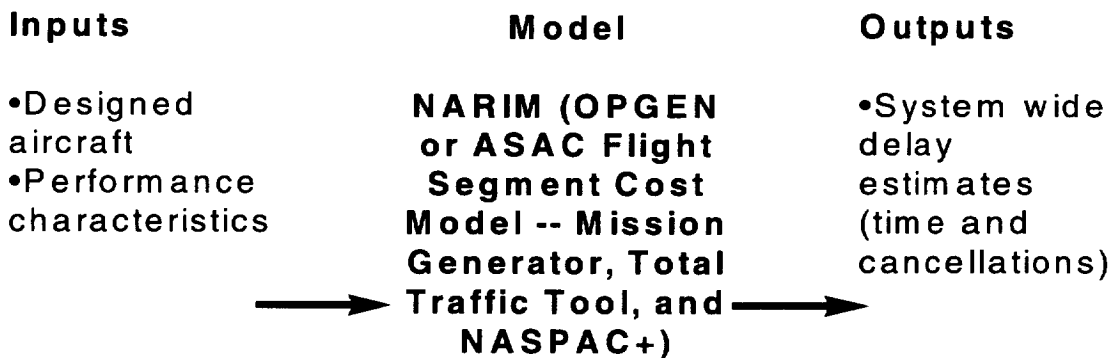 Inputs
•Designed
aircraft
•Performance
characteristics
Model
NARIM (OPGEN
or ASAC Flight
Segment Cost
Model -- Mission
Generator, Total
Traffic Tool, and
NASPAC+)
Outputs
•System wide
delay
estimates
(time and
cancellations)